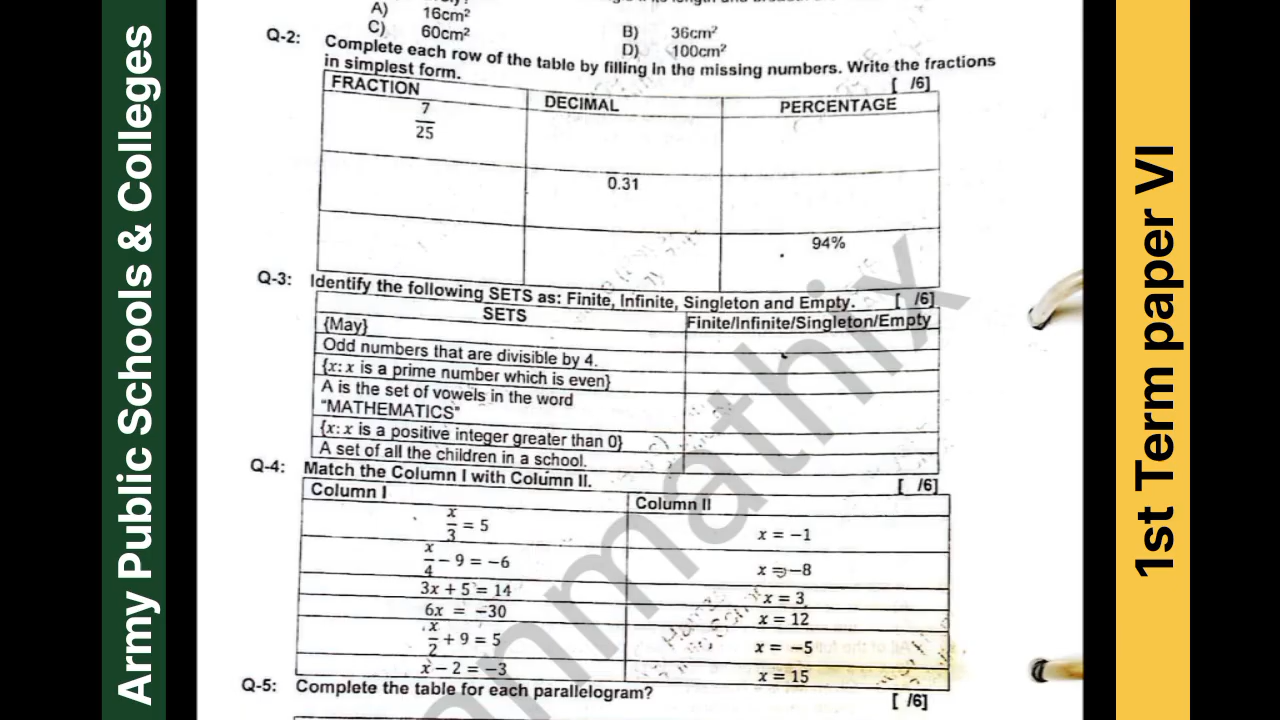 Army Public Schools & Colleges
1st Term paper VI
A) 16cm²
B) 36cm²
C) 60cm²
D) 100cm²
Q-2: Complete each row of the table by filling in the missing numbers. Write the fractions
in simplest form. [ /6]
FRACTION DECIMAL PERCENTAGE
7/25
0.31
94%
Q-3: Identify the following SETS as: Finite, Infinite, Singleton and Empty. [ /6]
SETS Finite/Infinite/Singleton/Empty
{May}
Odd numbers that are divisible by 4.
{x: x is a prime number which is even}
A is the set of vowels in the word
"MATHEMATICS"
{x: x is a positive integer greater than 0}
A set of all the children in a school.
Q-4: Match the Column I with Column II. [ /6]
Column I Column II
x/3 = 5 x = −1
x/4 − 9 = −6 x = −8
3x + 5 = 14 x = 3
6x = −30 x = 12
x/2 + 9 = 5 x = −5
x − 2 = −3 x = 15
Q-5: Complete the table for each parallelogram? [ /6]